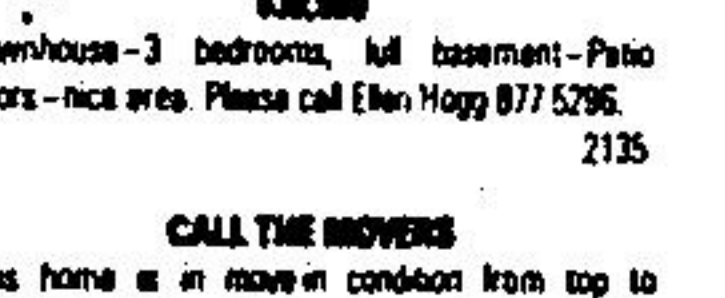 ownhouse-3 bedrooms, full basement-Patio
ors-nice area. Please call Ellen Hogg 877 5296.
2135
CALL THE MOVERS
s home is in move in condition from top to